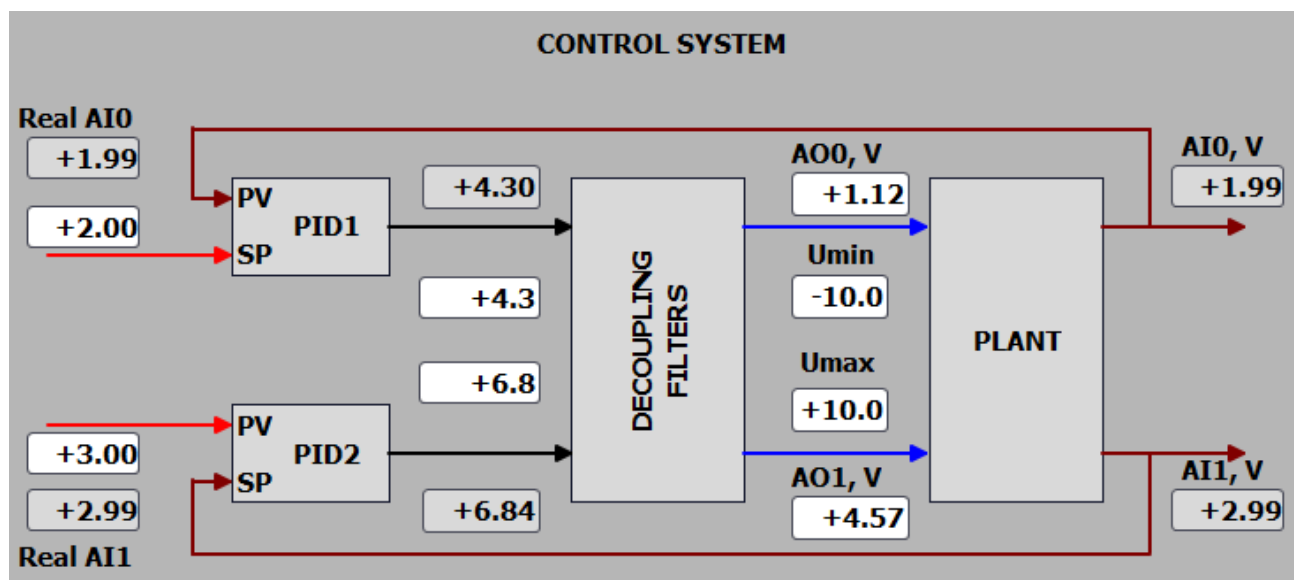 CONTROL SYSTEM
Real AI0
+1.99
+2.00
PV
SP
PID1
+4.30
+4.3
+6.8
+3.00
+2.99
Real AI1
PV
SP
PID2
+6.84
DECOUPLING
FILTERS
AO0, V
+1.12
Umin
-10.0
Umax
+10.0
AO1, V
+4.57
PLANT
AI0, V
+1.99
AI1, V
+2.99